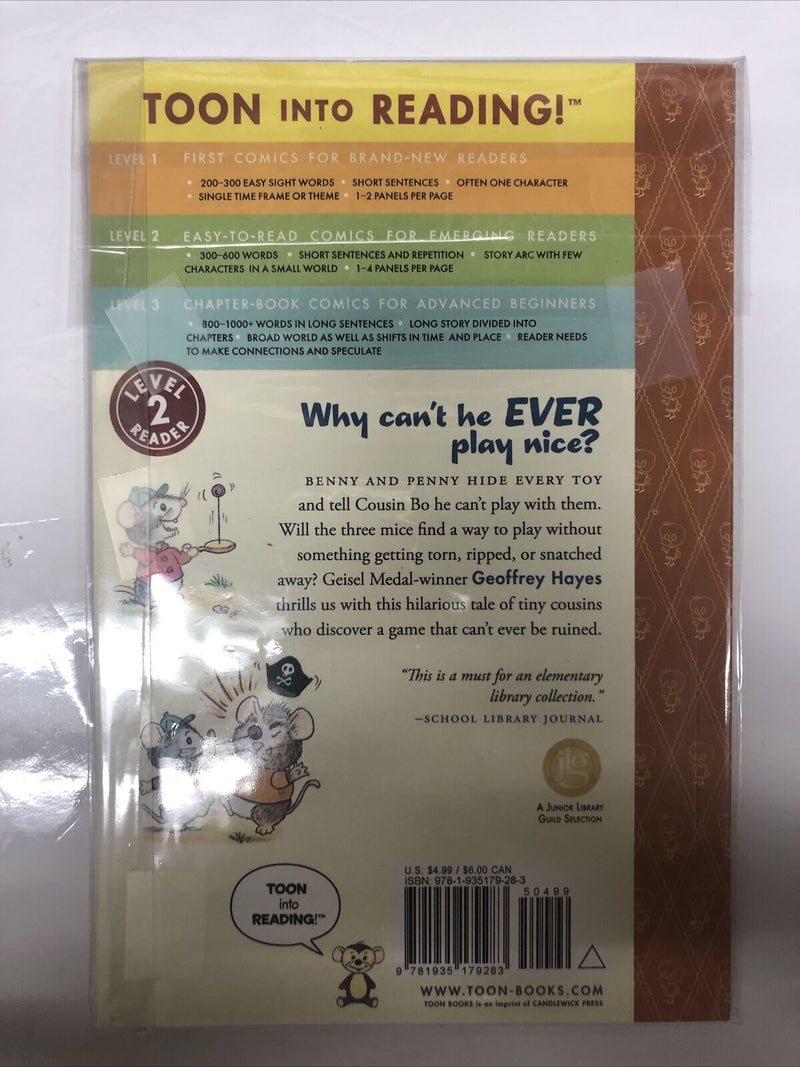 TOON INTO READING!™
LEVEL 1 FIRST COMICS FOR BRAND-NEW READERS
• 200–300 EASY SIGHT WORDS • SHORT SENTENCES • OFTEN ONE CHARACTER
• SINGLE TIME FRAME OR THEME • 1–2 PANELS PER PAGE
LEVEL 2 EASY-TO-READ COMICS FOR EMERGING READERS
• 300–600 WORDS • SHORT SENTENCES AND REPETITION • STORY ARC WITH FEW
CHARACTERS IN A SMALL WORLD • 1–4 PANELS PER PAGE
LEVEL 3 CHAPTER-BOOK COMICS FOR ADVANCED BEGINNERS
• 800–1000+ WORDS IN LONG SENTENCES • LONG STORY DIVIDED INTO
CHAPTERS • BROAD WORLD AS WELL AS SHIFTS IN TIME AND PLACE • READER NEEDS
TO MAKE CONNECTIONS AND SPECULATE
LEVEL
2
READER
Why can't he EVER
play nice?
BENNY AND PENNY HIDE EVERY TOY
and tell Cousin Bo he can't play with them.
Will the three mice find a way to play without
something getting torn, ripped, or snatched
away? Geisel Medal-winner Geoffrey Hayes
thrills us with this hilarious tale of tiny cousins
who discover a game that can't ever be ruined.
"This is a must for an elementary
library collection."
—SCHOOL LIBRARY JOURNAL
jlg
A JUNIOR LIBRARY
GUILD SELECTION
TOON
into
READING!™
U.S. $4.99 / $6.00 CAN
ISBN: 978-1-935179-28-3
50499
9 781935 179283
WWW.TOON-BOOKS.COM
TOON BOOKS is an imprint of CANDLEWICK PRESS